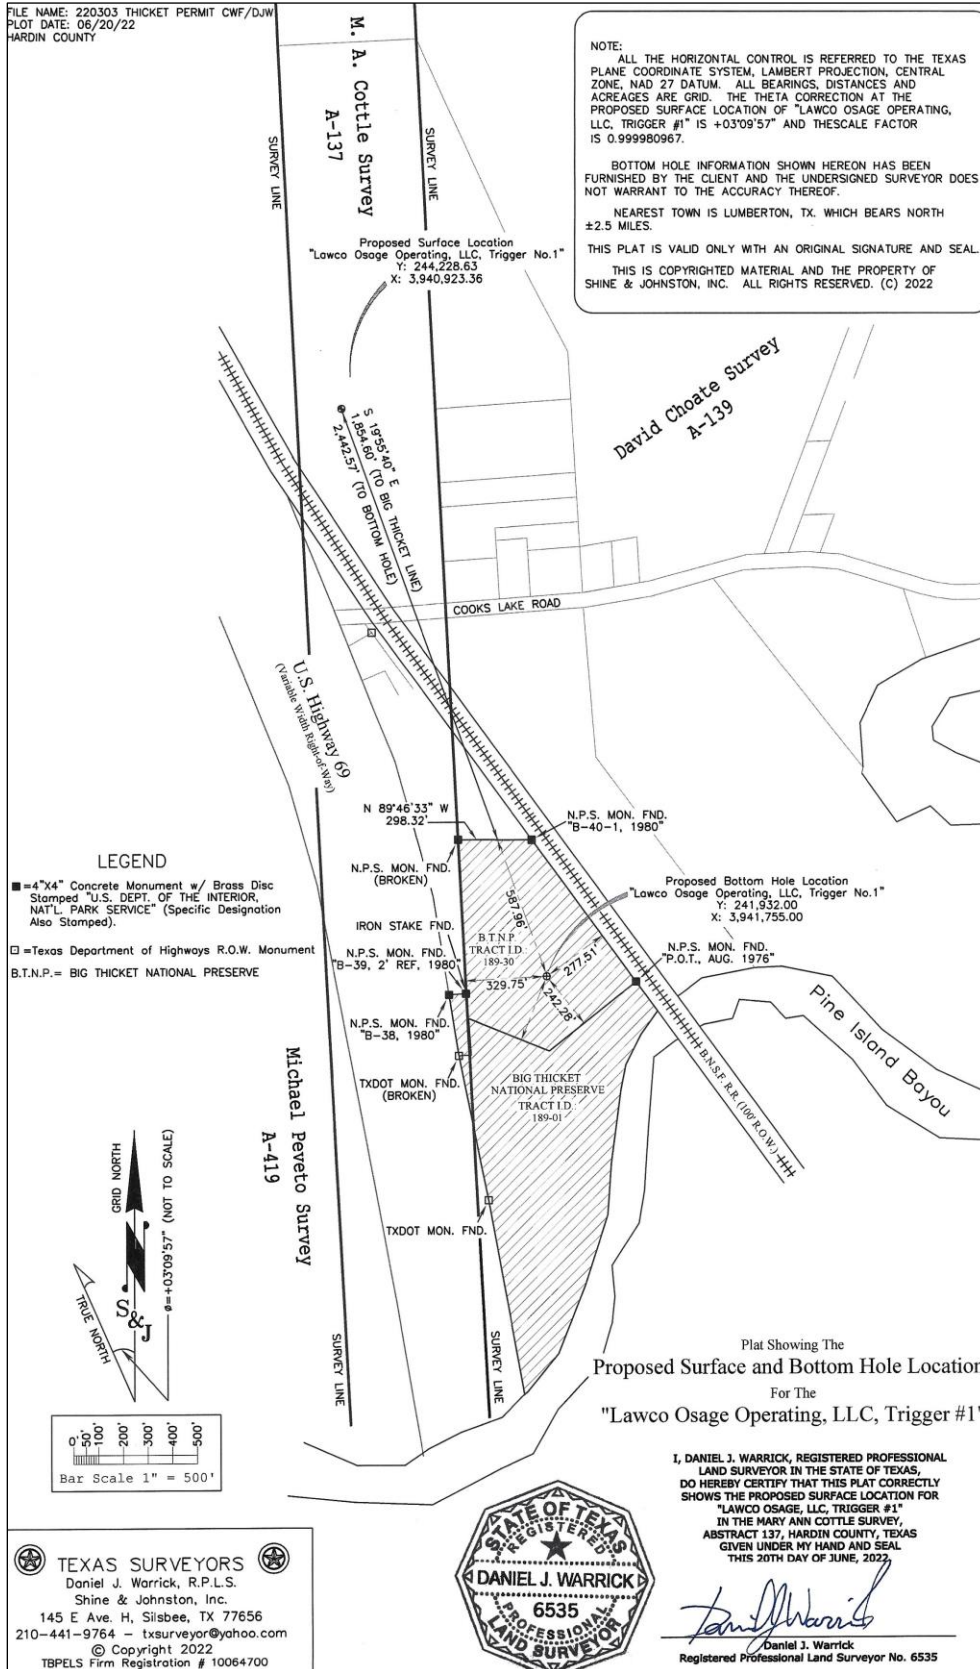 FILE NAME: 220303 THICKET PERMIT CWF/DJW
PLOT DATE: 06/20/22
HARDIN COUNTY
NOTE:
ALL THE HORIZONTAL CONTROL IS REFERRED TO THE TEXAS
PLANE COORDINATE SYSTEM, LAMBERT PROJECTION, CENTRAL
ZONE, NAD 27 DATUM. ALL BEARINGS, DISTANCES AND
ACREAGES ARE GRID. THE THETA CORRECTION AT THE
PROPOSED SURFACE LOCATION OF "LAWCO OSAGE OPERATING,
LLC, TRIGGER #1" IS +03°09'57" AND THESCALE FACTOR
IS 0.999980967.
BOTTOM HOLE INFORMATION SHOWN HEREON HAS BEEN
FURNISHED BY THE CLIENT AND THE UNDERSIGNED SURVEYOR DOES
NOT WARRANT TO THE ACCURACY THEREOF.
NEAREST TOWN IS LUMBERTON, TX. WHICH BEARS NORTH
±2.5 MILES.
THIS PLAT IS VALID ONLY WITH AN ORIGINAL SIGNATURE AND SEAL.
THIS IS COPYRIGHTED MATERIAL AND THE PROPERTY OF
SHINE & JOHNSTON, INC. ALL RIGHTS RESERVED. (C) 2022
M. A. Cottle Survey
A-137
SURVEY LINE
SURVEY LINE
Proposed Surface Location
"Lawco Osage Operating, LLC, Trigger No.1"
Y: 244,228.63
X: 3,940,923.36
David Choate Survey
A-139
S 19°55'40" E
1,854.60' (TO BIG THICKET LINE)
2,442.57' (TO BOTTOM HOLE)
COOKS LAKE ROAD
U.S. Highway 69
(Variable Width Right-of-Way)
N 89°46'33" W
298.32'
N.P.S. MON. FND.
"B-40-1, 1980"
N.P.S. MON. FND.
(BROKEN)
Proposed Bottom Hole Location
"Lawco Osage Operating, LLC, Trigger No.1"
Y: 241,932.00
X: 3,941,755.00
587.96'
IRON STAKE FND.
B.T.N.P.
TRACT I.D.
189-30
N.P.S. MON. FND.
"B-39, 2' REF, 1980"
277.51'
N.P.S. MON. FND.
"P.O.T., AUG. 1976"
329.75'
242.28'
N.P.S. MON. FND.
"B-38, 1980"
TXDOT MON. FND.
(BROKEN)
BIG THICKET
NATIONAL PRESERVE
TRACT I.D.
189-01
B.N.S.F. R.R. (100' R.O.W.)
Pine Island Bayou
Michael Peveto Survey
A-419
TXDOT MON. FND.
SURVEY LINE
SURVEY LINE
LEGEND
=4"X4" Concrete Monument w/ Brass Disc
Stamped "U.S. DEPT. OF THE INTERIOR,
NAT'L. PARK SERVICE" (Specific Designation
Also Stamped).
=Texas Department of Highways R.O.W. Monument
B.T.N.P.= BIG THICKET NATIONAL PRESERVE
GRID NORTH
TRUE NORTH
ø=+03°09'57" (NOT TO SCALE)
S&J
0' 50' 100' 200' 300' 400' 500'
Bar Scale 1" = 500'
Plat Showing The
Proposed Surface and Bottom Hole Location
For The
"Lawco Osage Operating, LLC, Trigger #1"
I, DANIEL J. WARRICK, REGISTERED PROFESSIONAL
LAND SURVEYOR IN THE STATE OF TEXAS,
DO HEREBY CERTIFY THAT THIS PLAT CORRECTLY
SHOWS THE PROPOSED SURFACE LOCATION FOR
"LAWCO OSAGE, LLC, TRIGGER #1"
IN THE MARY ANN COTTLE SURVEY,
ABSTRACT 137, HARDIN COUNTY, TEXAS
GIVEN UNDER MY HAND AND SEAL
THIS 20TH DAY OF JUNE, 2022
Daniel J Warrick
Daniel J. Warrick
Registered Professional Land Surveyor No. 6535
STATE OF TEXAS
REGISTERED
DANIEL J. WARRICK
6535
PROFESSIONAL
LAND SURVEYOR
TEXAS SURVEYORS
Daniel J. Warrick, R.P.L.S.
Shine & Johnston, Inc.
145 E Ave. H, Silsbee, TX 77656
210-441-9764 - txsurveyor@yahoo.com
© Copyright 2022
TBPELS Firm Registration # 10064700